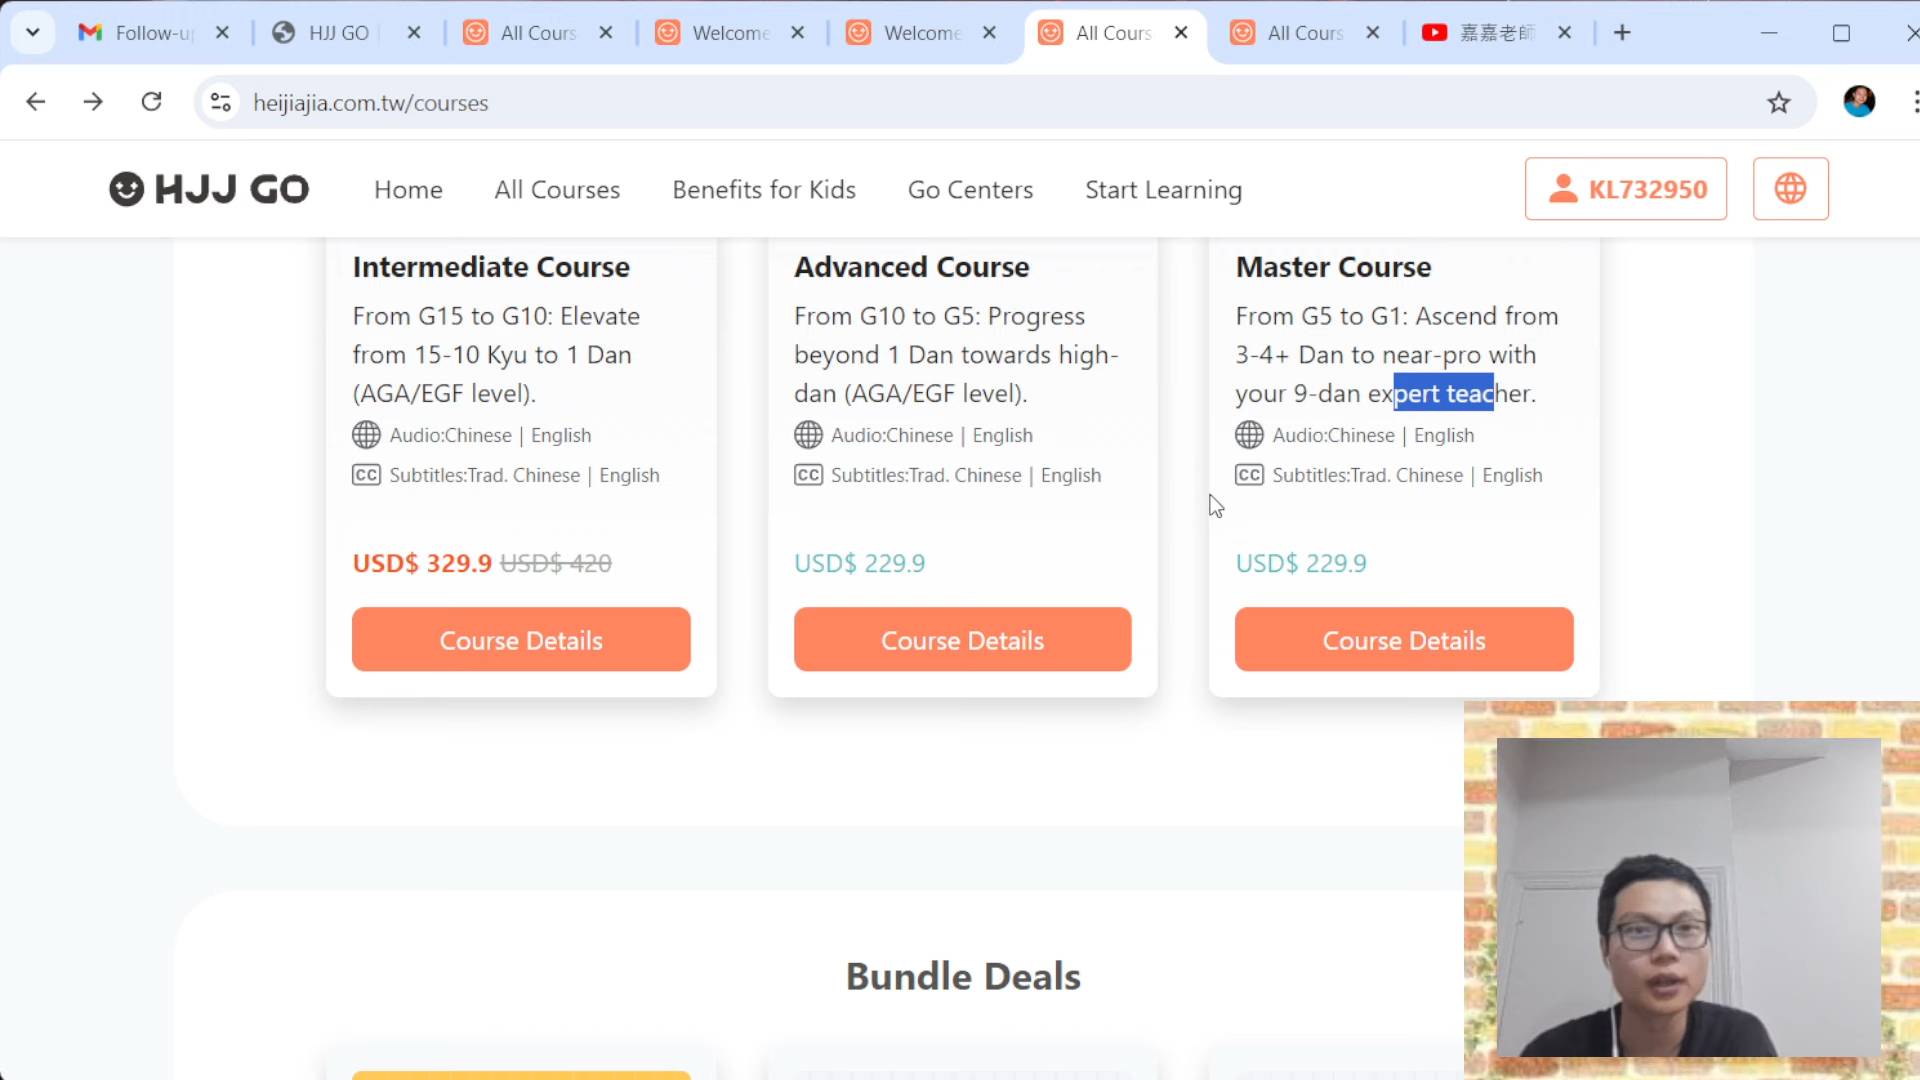 Follow-up
HJJ GO
All Cours
Welcome
Welcome
All Cours
All Cours
嘉嘉老師
heijiajia.com.tw/courses
HJJ GO
Home
All Courses
Benefits for Kids
Go Centers
Start Learning
KL732950
Intermediate Course
From G15 to G10: Elevate
from 15-10 Kyu to 1 Dan
(AGA/EGF level).
Audio:Chinese | English
CC Subtitles:Trad. Chinese | English
USD$ 329.9 USD$ 420
Course Details
Advanced Course
From G10 to G5: Progress
beyond 1 Dan towards high-
dan (AGA/EGF level).
Audio:Chinese | English
CC Subtitles:Trad. Chinese | English
USD$ 229.9
Course Details
Master Course
From G5 to G1: Ascend from
3-4+ Dan to near-pro with
your 9-dan expert teacher.
Audio:Chinese | English
CC Subtitles:Trad. Chinese | English
USD$ 229.9
Course Details
Bundle Deals